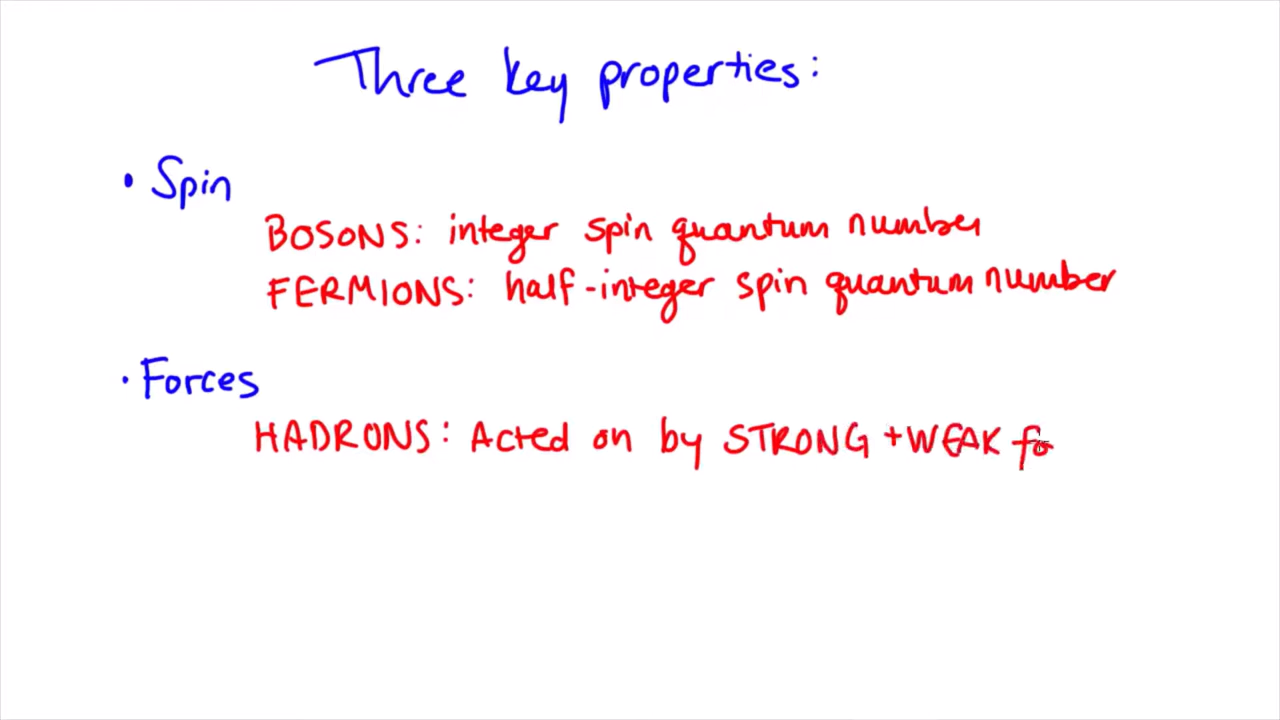 Three key properties:
• Spin
BOSONS: integer spin quantum number
FERMIONS: half-integer spin quantum number
• Forces
HADRONS: Acted on by STRONG + WEAK fo